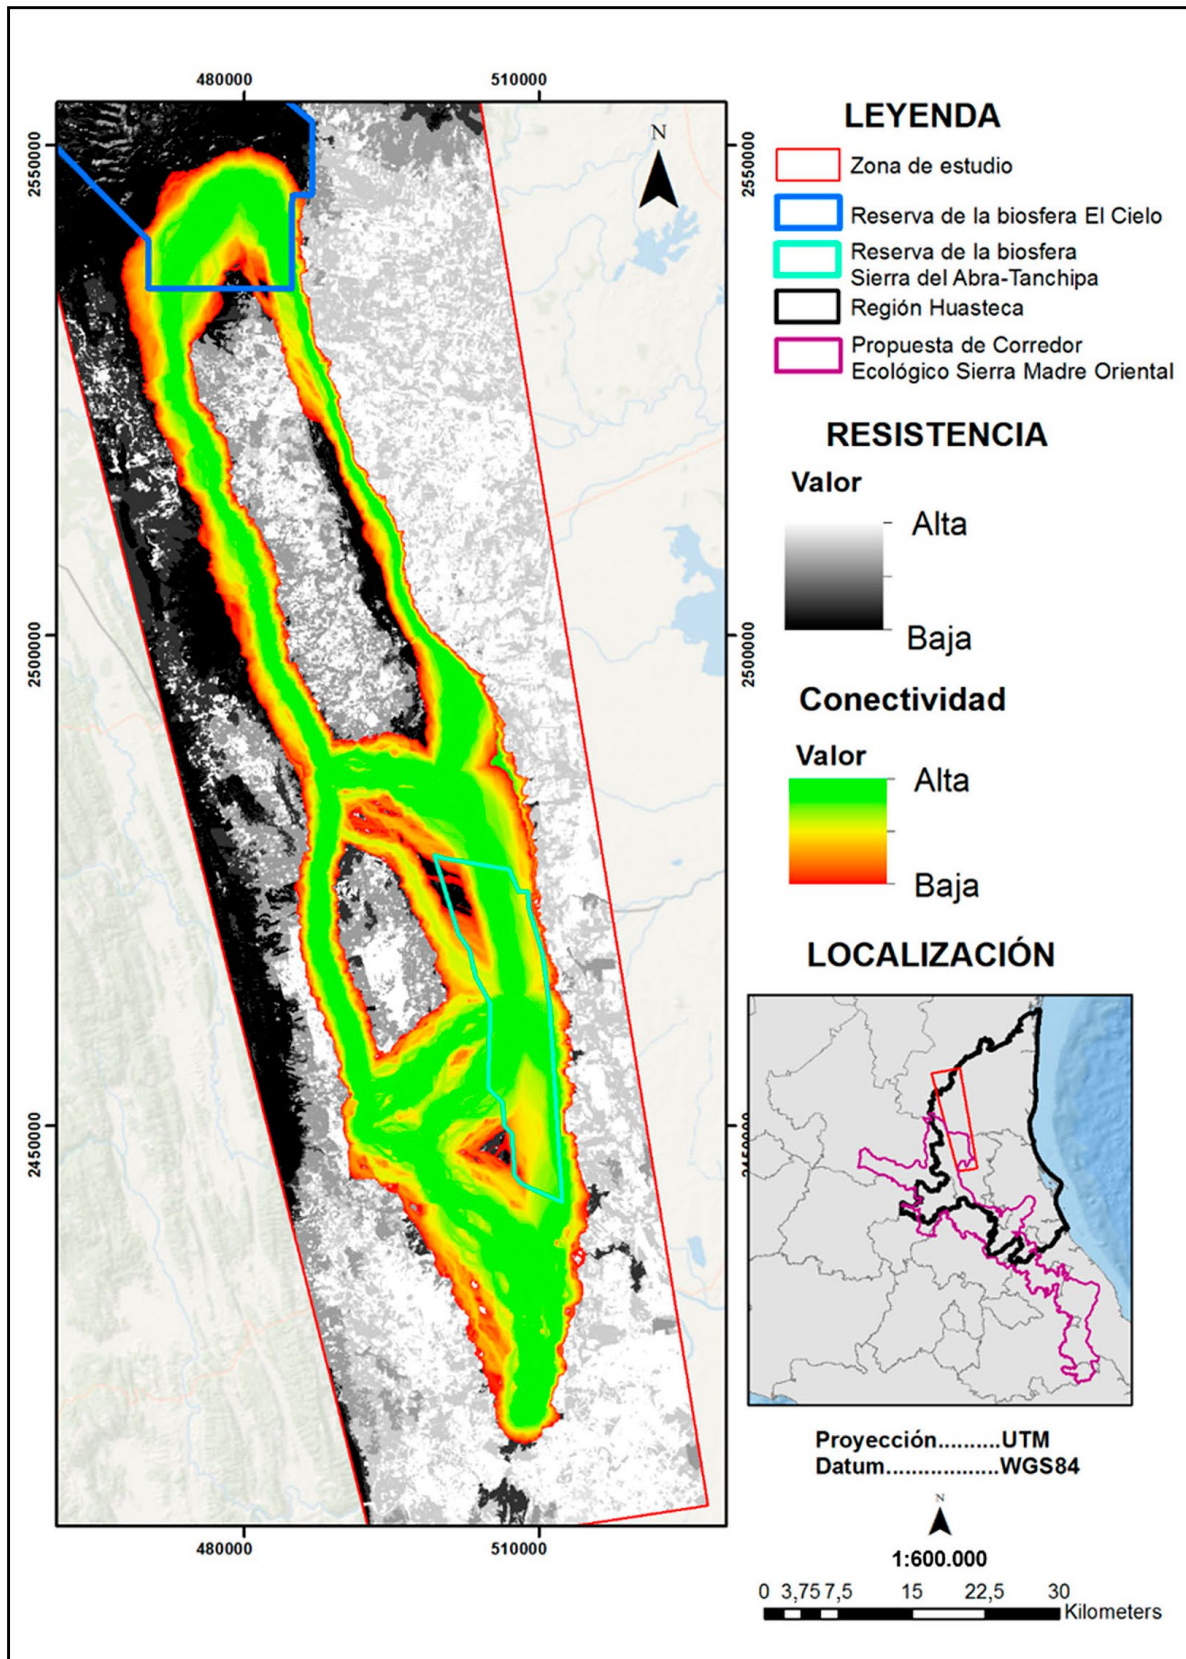 480000
510000
2550000
2550000
2500000
2500000
2450000
2450000
480000
510000
N
LEYENDA
Zona de estudio
Reserva de la biosfera El Cielo
Reserva de la biosfera
Sierra del Abra-Tanchipa
Región Huasteca
Propuesta de Corredor
Ecológico Sierra Madre Oriental
RESISTENCIA
Valor
Alta
Baja
Conectividad
Valor
Alta
Baja
LOCALIZACIÓN
Proyección..........UTM
Datum.................WGS84
N
1:600.000
0 3,75 7,5 15 22,5 30
Kilometers